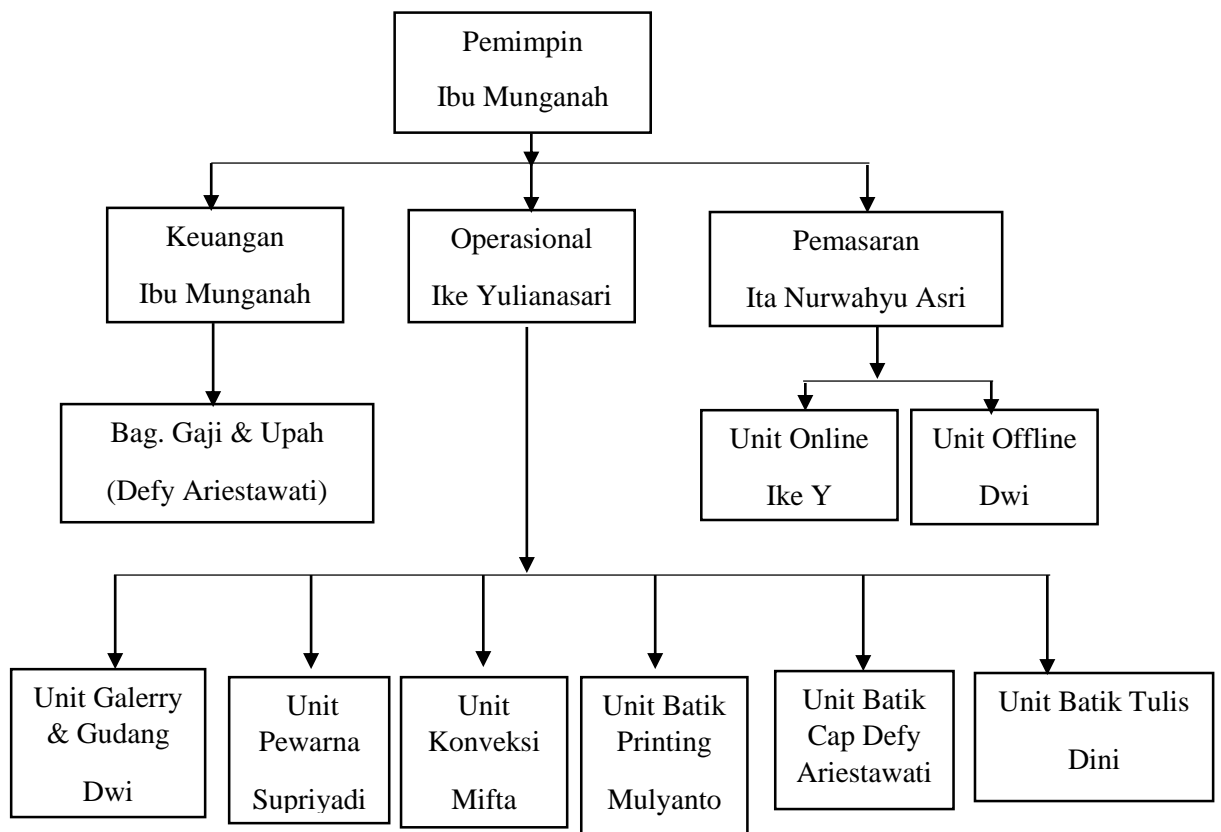 Pemimpin
Ibu Munganah
Keuangan
Ibu Munganah
Operasional
Ike Yulianasari
Pemasaran
Ita Nurwahyu Asri
Bag. Gaji & Upah
(Defy Ariestawati)
Unit Online
Ike Y
Unit Offline
Dwi
Unit Galerry
& Gudang
Dwi
Unit
Pewarna
Supriyadi
Unit
Konveksi
Mifta
Unit Batik
Printing
Mulyanto
Unit Batik
Cap Defy
Ariestawati
Unit Batik Tulis
Dini